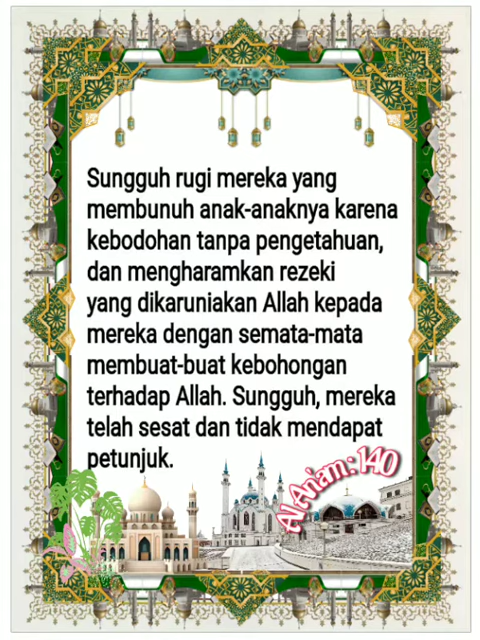 Sungguh rugi mereka yang
membunuh anak-anaknya karena
kebodohan tanpa pengetahuan,
dan mengharamkan rezeki
yang dikaruniakan Allah kepada
mereka dengan semata-mata
membuat-buat kebohongan
terhadap Allah. Sungguh, mereka
telah sesat dan tidak mendapat
petunjuk.
Al An'am : 140